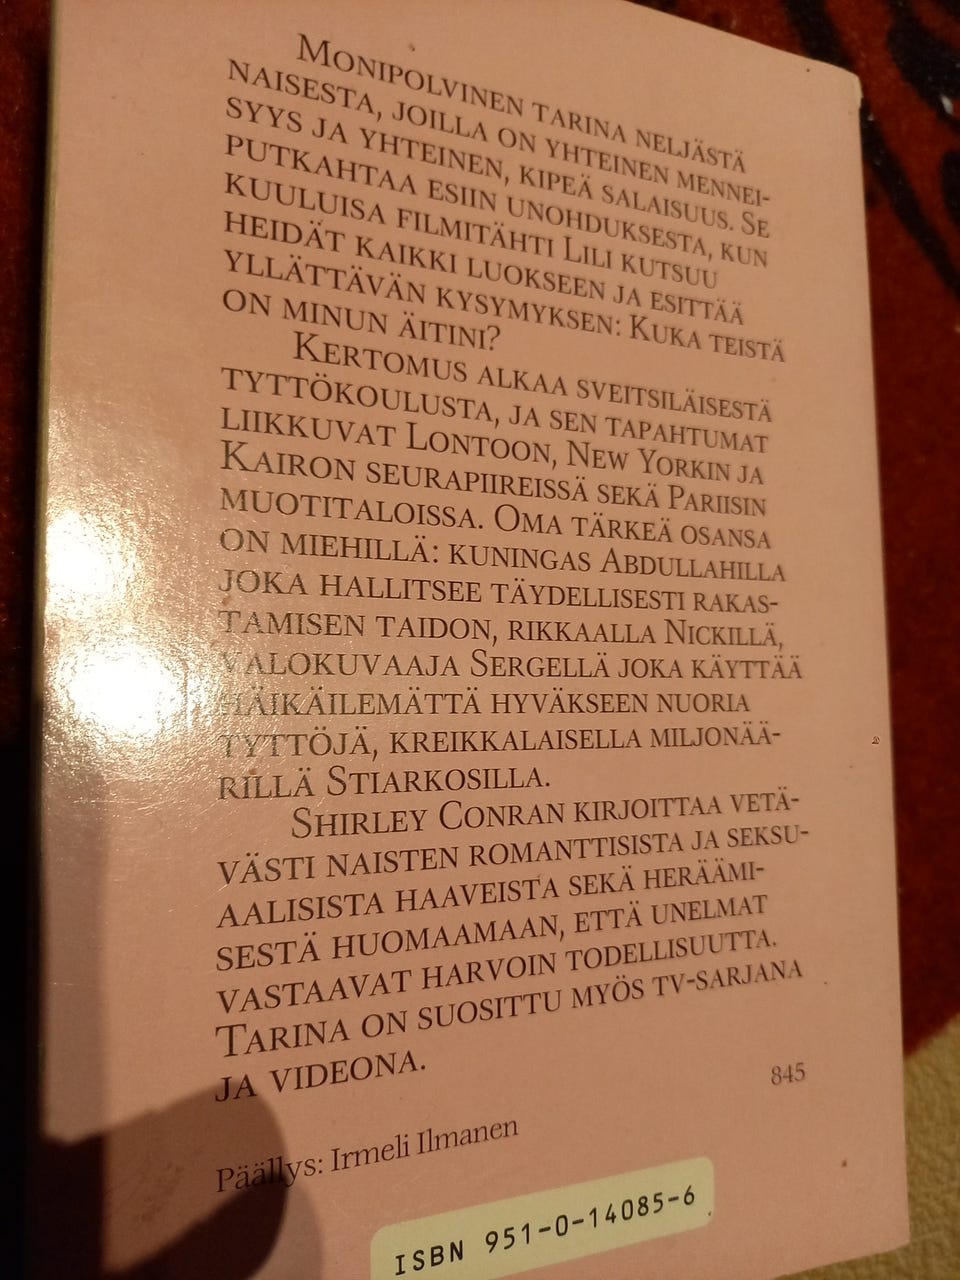 MONIPOLVINEN TARINA NELJÄSTÄ
NAISESTA, JOILLA ON YHTEINEN MENNEI-
SYYS JA YHTEINEN, KIPEÄ SALAISUUS. SE
PUTKAHTAA ESIIN UNOHDUKSESTA, KUN
KUULUISA FILMITÄHTI LILI KUTSUU
HEIDÄT KAIKKI LUOKSEEN JA ESITTÄÄ
YLLÄTTÄVÄN KYSYMYKSEN: KUKA TEISTÄ
ON MINUN ÄITINI?
KERTOMUS ALKAA SVEITSILÄISESTÄ
TYTTÖKOULUSTA, JA SEN TAPAHTUMAT
LIIKKUVAT LONTOON, NEW YORKIN JA
KAIRON SEURAPIIREISSÄ SEKÄ PARIISIN
MUOTITALOISSA. OMA TÄRKEÄ OSANSA
ON MIEHILLÄ: KUNINGAS ABDULLAHILLA
JOKA HALLITSEE TÄYDELLISESTI RAKAS-
TAMISEN TAIDON, RIKKAALLA NICKILLÄ,
VALOKUVAAJA SERGELLÄ JOKA KÄYTTÄÄ
HÄIKÄILEMÄTTÄ HYVÄKSEEN NUORIA
TYTTÖJÄ, KREIKKALAISELLA MILJONÄÄ-
RILLÄ STIARKOSILLA.
SHIRLEY CONRAN KIRJOITTAA VETÄ-
VÄSTI NAISTEN ROMANTTISISTA JA SEKSU-
AALISISTA HAAVEISTA SEKÄ HERÄÄMI-
SESTÄ HUOMAAMAAN, ETTÄ UNELMAT
VASTAAVAT HARVOIN TODELLISUUTTA.
TARINA ON SUOSITTU MYÖS TV-SARJANA
JA VIDEONA.
845
Päällys: Irmeli Ilmanen
ISBN 951-0-14085-6